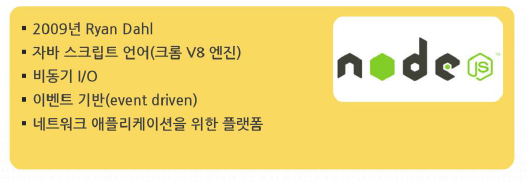 2009년 Ryan Dahl
자바 스크립트 언어(크롬 V8 엔진)
비동기 I/O
이벤트 기반(event driven)
네트워크 애플리케이션을 위한 플랫폼
node JS